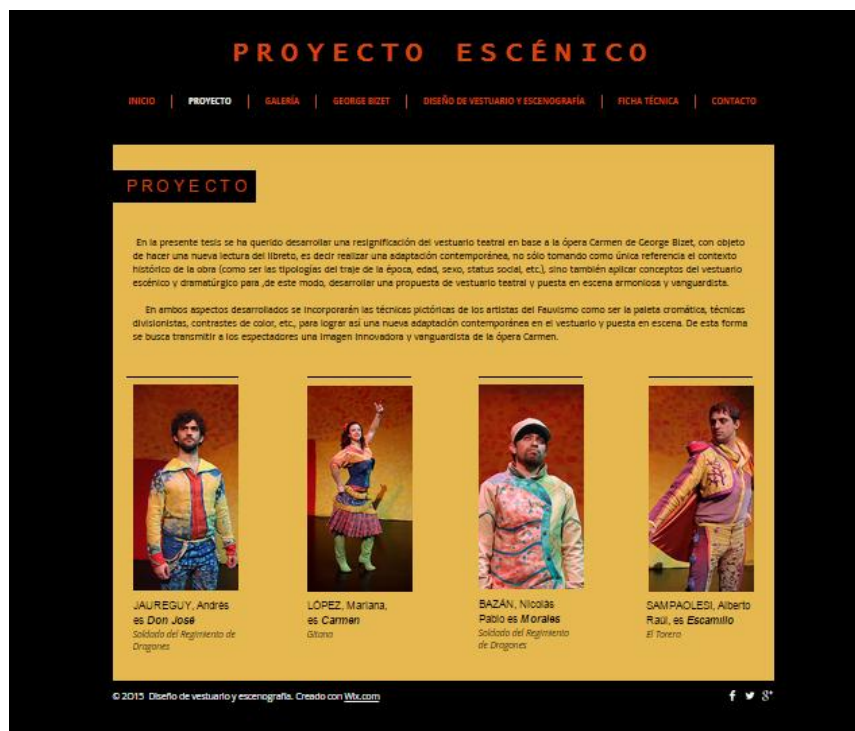 PROYECTO ESCÉNICO
INICIO | PROYECTO | GALERÍA | GEORGE BIZET | DISEÑO DE VESTUARIO Y ESCENOGRAFÍA | FICHA TÉCNICA | CONTACTO
PROYECTO
En la presente tesis se ha querido desarrollar una resignificación del vestuario teatral en base a la ópera Carmen de George Bizet, con objeto
de hacer una nueva lectura del libreto, es decir realizar una adaptación contemporánea, no sólo tomando como única referencia el contexto
histórico de la obra (como ser las tipologías del traje de la época, edad, sexo, status social, etc.), sino también aplicar conceptos del vestuario
escénico y dramatúrgico para ,de este modo, desarrollar una propuesta de vestuario teatral y puesta en escena armoniosa y vanguardista.
En ambos aspectos desarrollados se incorporarán las técnicas pictóricas de los artistas del Fauvismo como ser la paleta cromática, técnicas
divisionistas, contrastes de color, etc., para lograr así una nueva adaptación contemporánea en el vestuario y puesta en escena. De esta forma
se busca transmitir a los espectadores una imagen innovadora y vanguardista de la ópera Carmen.
JAUREGUY, Andrés
es Don José
Soldado del Regimiento de
Dragones
LÓPEZ, Mariana,
es Carmen
Gitana
BAZÁN, Nicolás
Pablo es Morales
Soldado del Regimiento
de Dragones
SAMPAOLESI, Alberto
Raúl, es Escamillo
El Torero
© 2015 Diseño de vestuario y escenografía. Creado con Wix.com